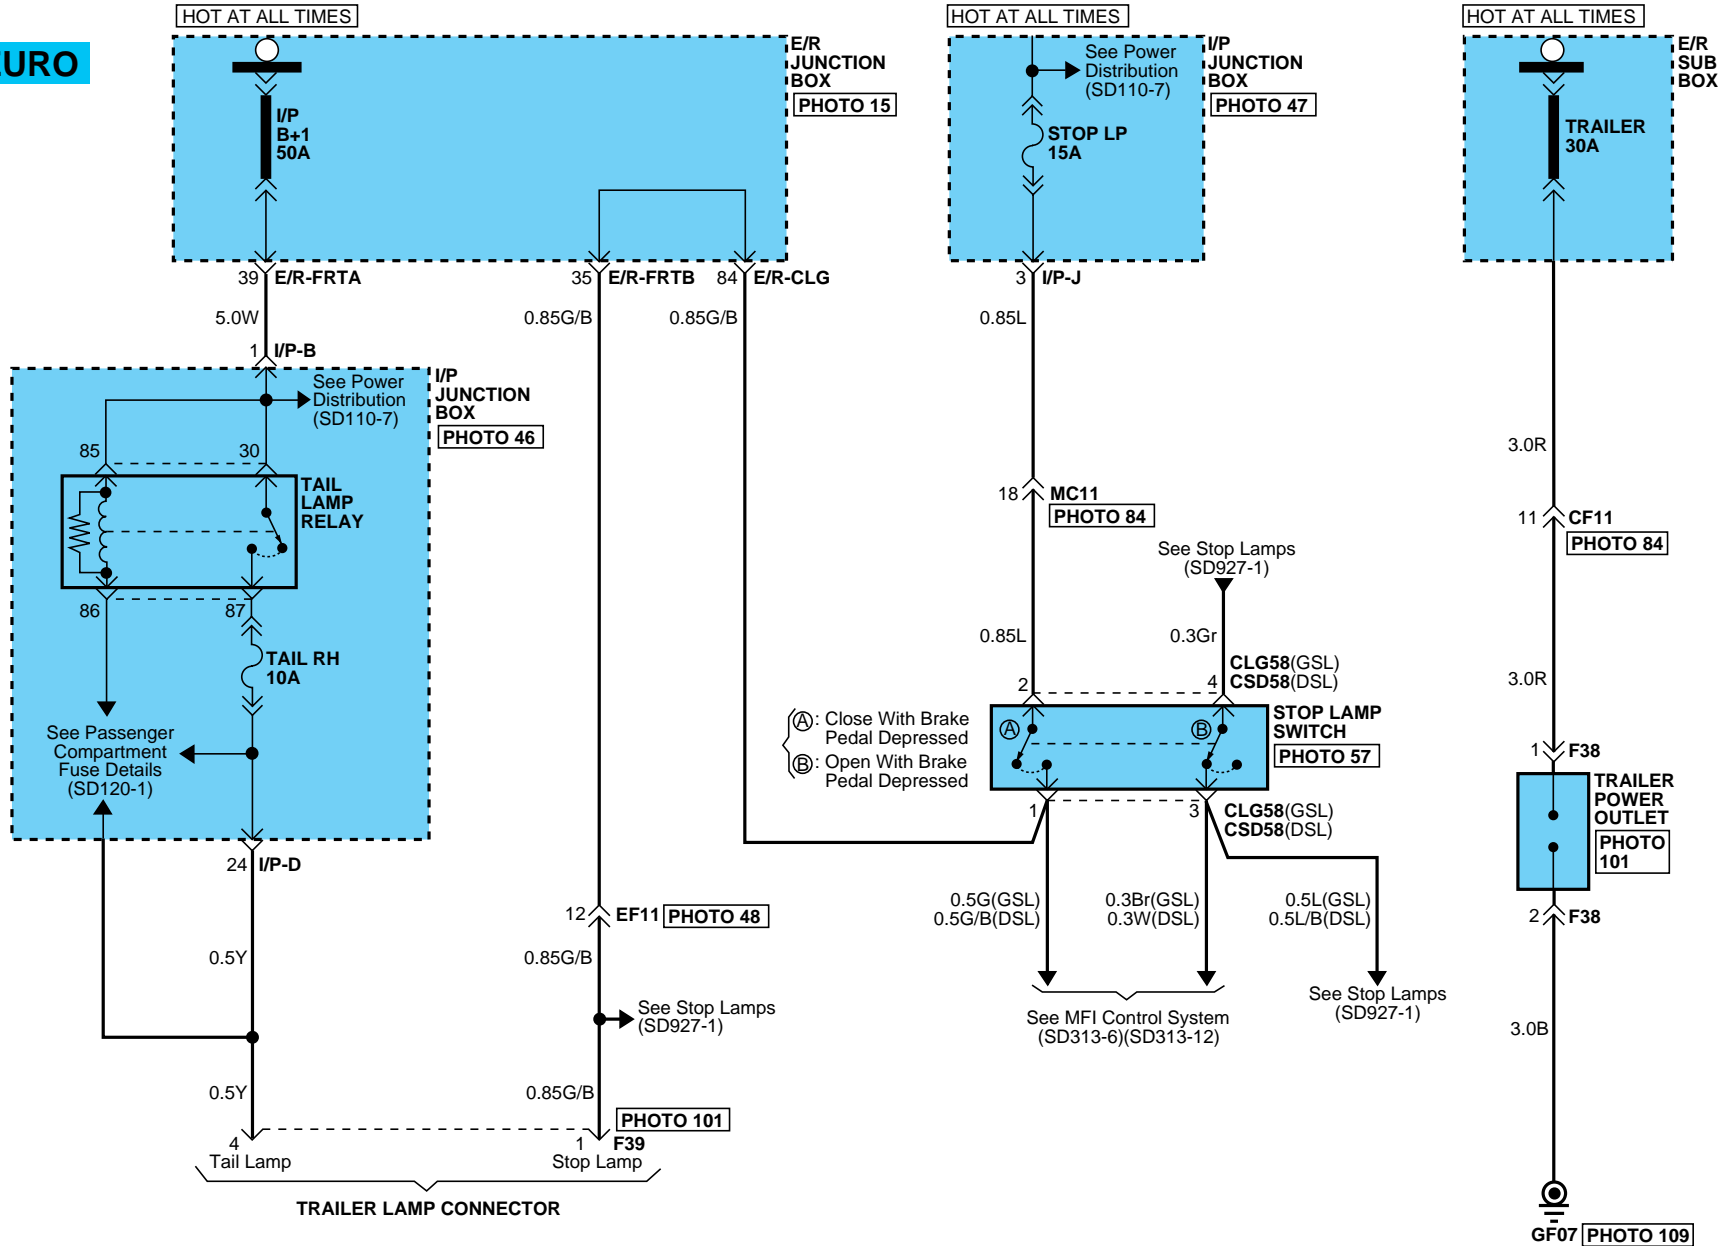 EURO
HOT AT ALL TIMES
HOT AT ALL TIMES
HOT AT ALL TIMES
E/R
JUNCTION
BOX
PHOTO 15
I/P
B+1
50A
See Power
Distribution
(SD110-7)
STOP LP
15A
I/P
JUNCTION
BOX
PHOTO 47
TRAILER
30A
E/R
SUB
BOX
39 E/R-FRTA
35 E/R-FRTB
84 E/R-CLG
3 I/P-J
5.0W
0.85G/B
0.85G/B
0.85L
1 I/P-B
See Power
Distribution
(SD110-7)
I/P
JUNCTION
BOX
PHOTO 46
85
30
TAIL
LAMP
RELAY
86
87
TAIL RH
10A
See Passenger
Compartment
Fuse Details
(SD120-1)
24 I/P-D
0.5Y
0.5Y
4
Tail Lamp
12 EF11 PHOTO 48
0.85G/B
See Stop Lamps
(SD927-1)
0.85G/B
PHOTO 101
1 F39
Stop Lamp
TRAILER LAMP CONNECTOR
18 MC11
PHOTO 84
See Stop Lamps
(SD927-1)
0.85L
0.3Gr
CLG58(GSL)
CSD58(DSL)
2
4
A : Close With Brake
Pedal Depressed
B : Open With Brake
Pedal Depressed
A
B
STOP LAMP
SWITCH
PHOTO 57
1
3
CLG58(GSL)
CSD58(DSL)
0.5G(GSL)
0.5G/B(DSL)
0.3Br(GSL)
0.3W(DSL)
0.5L(GSL)
0.5L/B(DSL)
See MFI Control System
(SD313-6)(SD313-12)
See Stop Lamps
(SD927-1)
3.0R
11 CF11
PHOTO 84
3.0R
1 F38
TRAILER
POWER
OUTLET
PHOTO
101
2 F38
3.0B
GF07 PHOTO 109